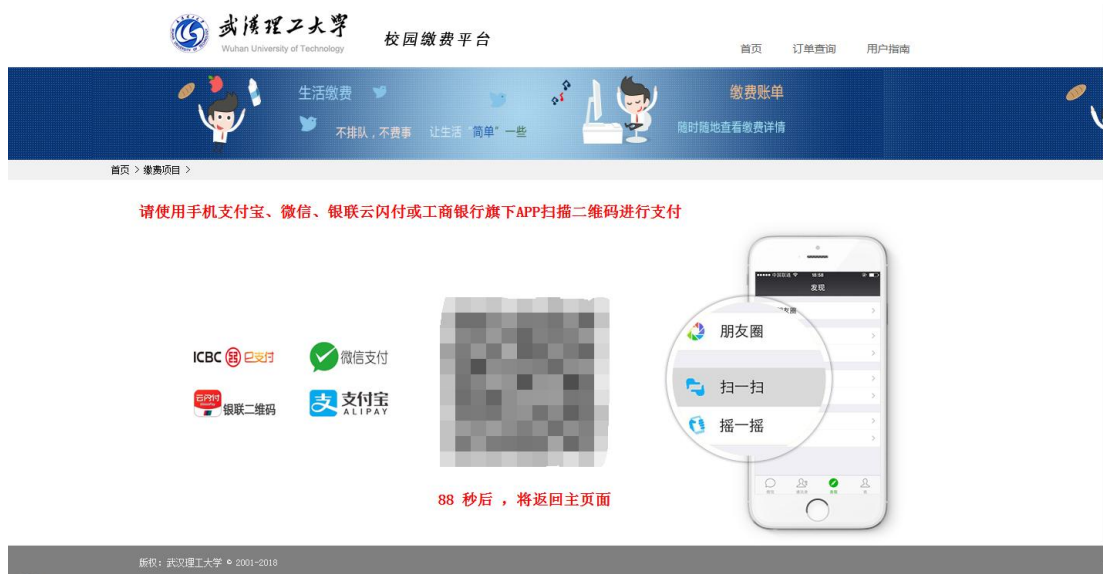 武汉理工大学
Wuhan University of Technology
校园缴费平台
首页 订单查询 用户指南
生活缴费
不排队，不费事 让生活“简单”一些
缴费账单
随时随地查看缴费详情
首页 > 缴费项目 >
请使用手机支付宝、微信、银联云闪付或工商银行旗下APP扫描二维码进行支付
发现
朋友圈
扫一扫
摇一摇
ICBC e支付
微信支付
云闪付
银联二维码
支 支付宝
ALIPAY
88 秒后 ，将返回主页面
版权：武汉理工大学 © 2001-2018